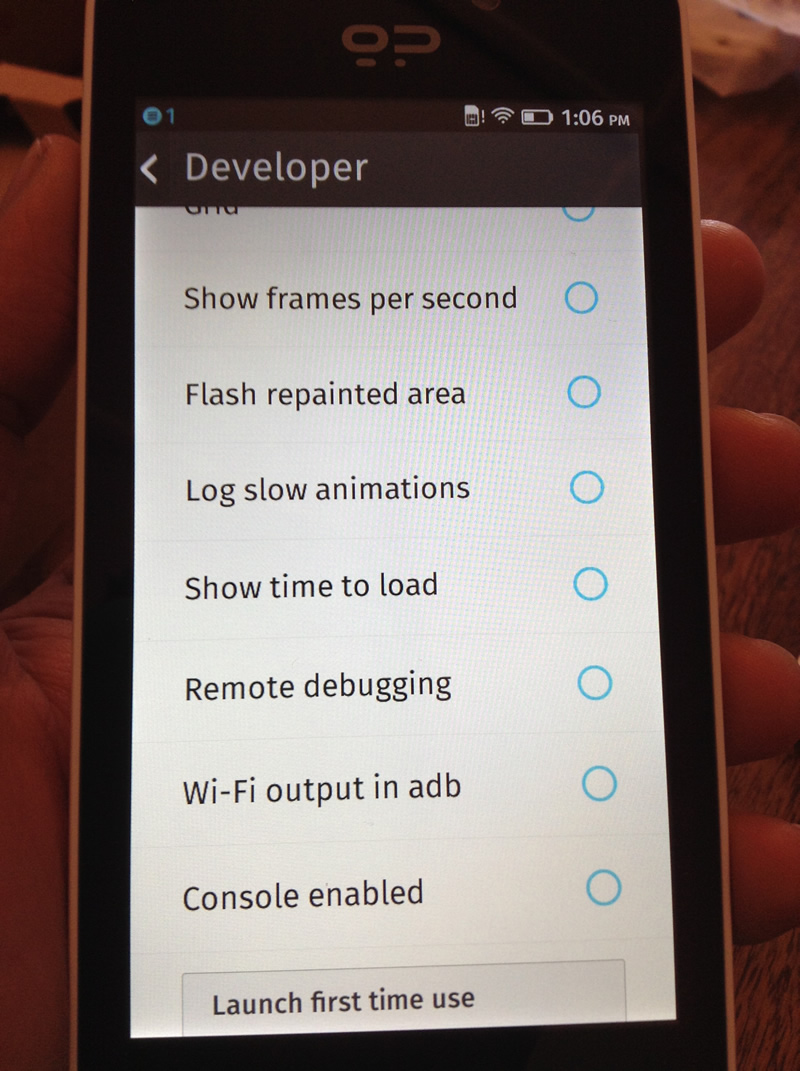 1 ! 1:06 PM
Developer
Grid
Show frames per second
Flash repainted area
Log slow animations
Show time to load
Remote debugging
Wi-Fi output in adb
Console enabled
Launch first time use